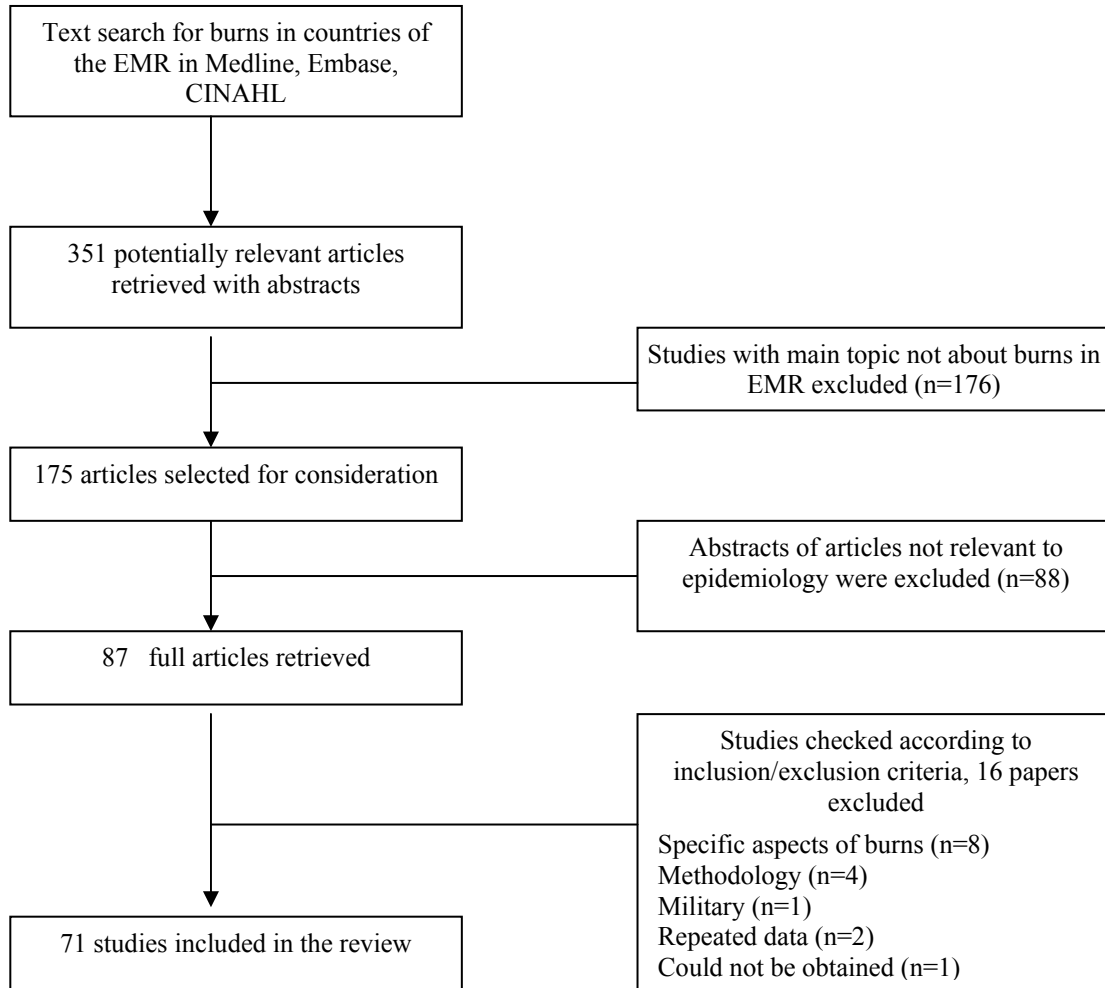 Text search for burns in countries of
the EMR in Medline, Embase,
CINAHL
351 potentially relevant articles
retrieved with abstracts
Studies with main topic not about burns in
EMR excluded (n=176)
175 articles selected for consideration
Abstracts of articles not relevant to
epidemiology were excluded (n=88)
87 full articles retrieved
Studies checked according to
inclusion/exclusion criteria, 16 papers
excluded
Specific aspects of burns (n=8)
Methodology (n=4)
Military (n=1)
Repeated data (n=2)
Could not be obtained (n=1)
71 studies included in the review